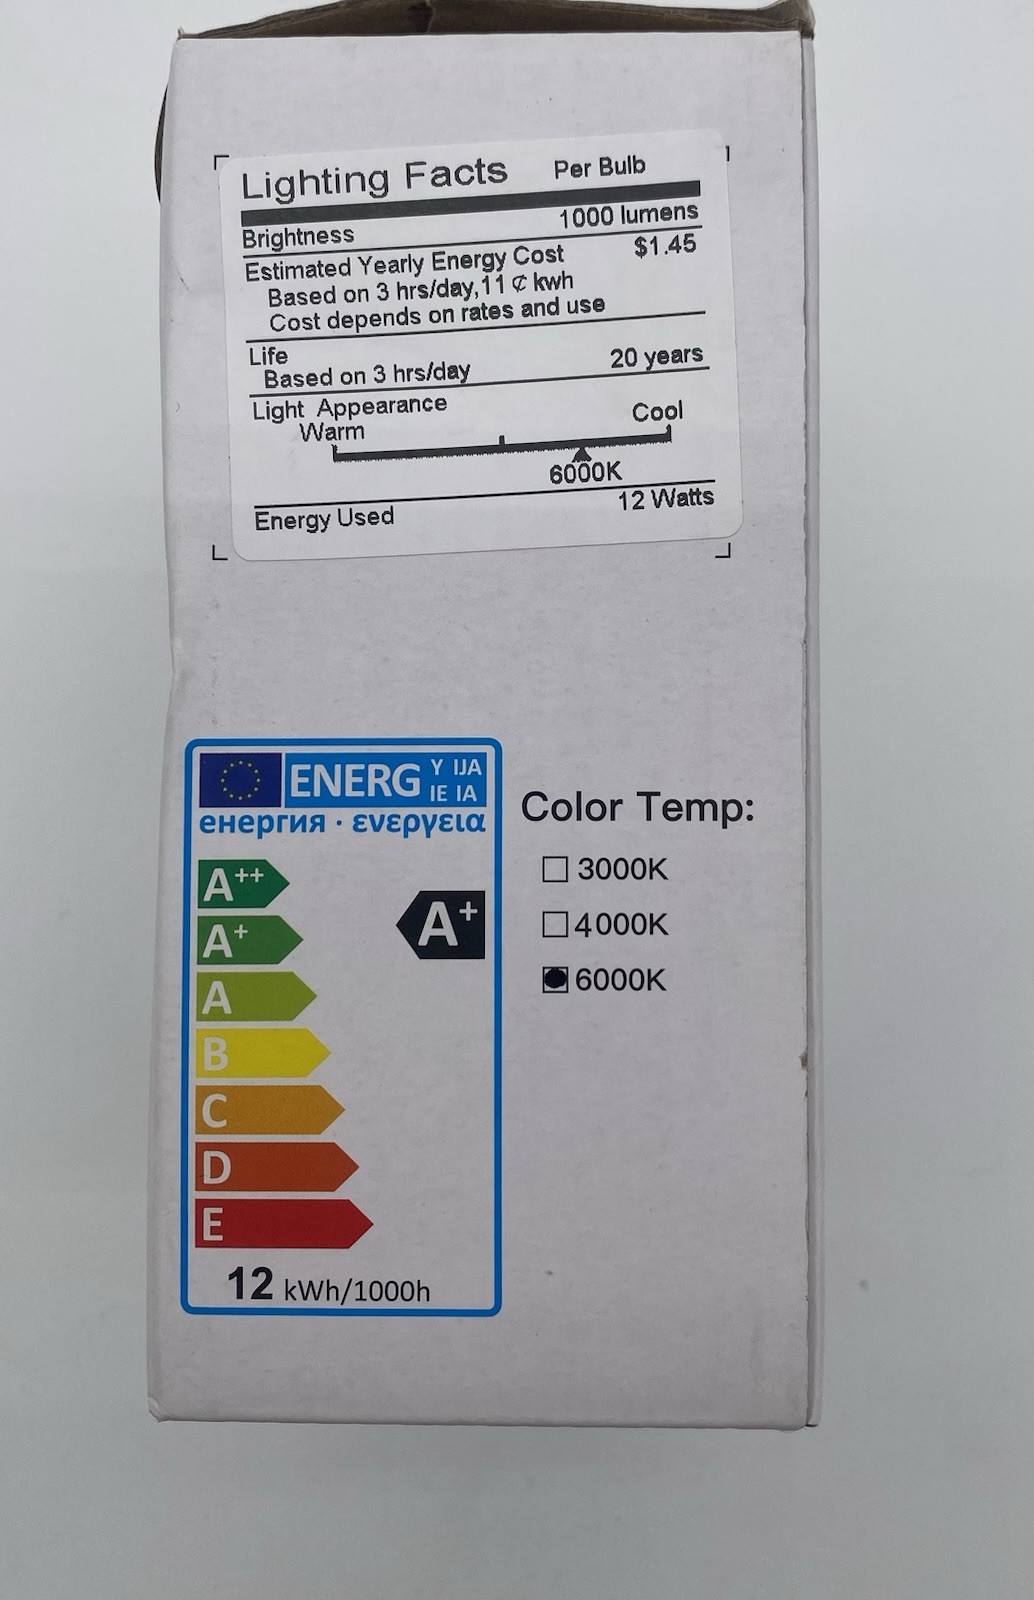 Lighting Facts Per Bulb
Brightness 1000 lumens
Estimated Yearly Energy Cost $1.45
Based on 3 hrs/day,11 ¢ kwh
Cost depends on rates and use
Life
Based on 3 hrs/day 20 years
Light Appearance
Warm Cool
6000K
Energy Used 12 Watts
ENERG Y IJA
IE IA
енергия · ενεργεια
A++
A+
A+
A
B
C
D
E
12 kWh/1000h
Color Temp:
3000K
4000K
6000K